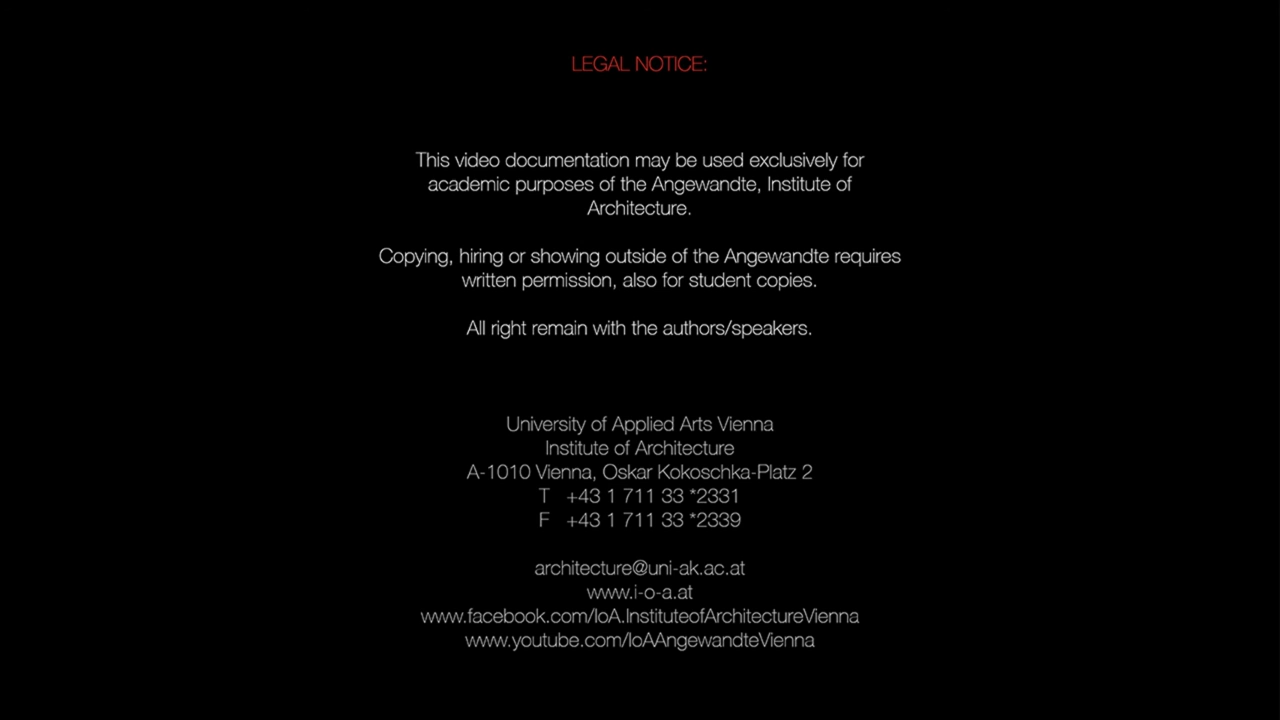 LEGAL NOTICE:
This video documentation may be used exclusively for
academic purposes of the Angewandte, Institute of
Architecture.
Copying, hiring or showing outside of the Angewandte requires
written permission, also for student copies.
All right remain with the authors/speakers.
University of Applied Arts Vienna
Institute of Architecture
A-1010 Vienna, Oskar Kokoschka-Platz 2
T +43 1 711 33 *2331
F +43 1 711 33 *2339
architecture@uni-ak.ac.at
www.i-o-a.at
www.facebook.com/IoA.InstituteofArchitectureVienna
www.youtube.com/IoAAngewandteVienna